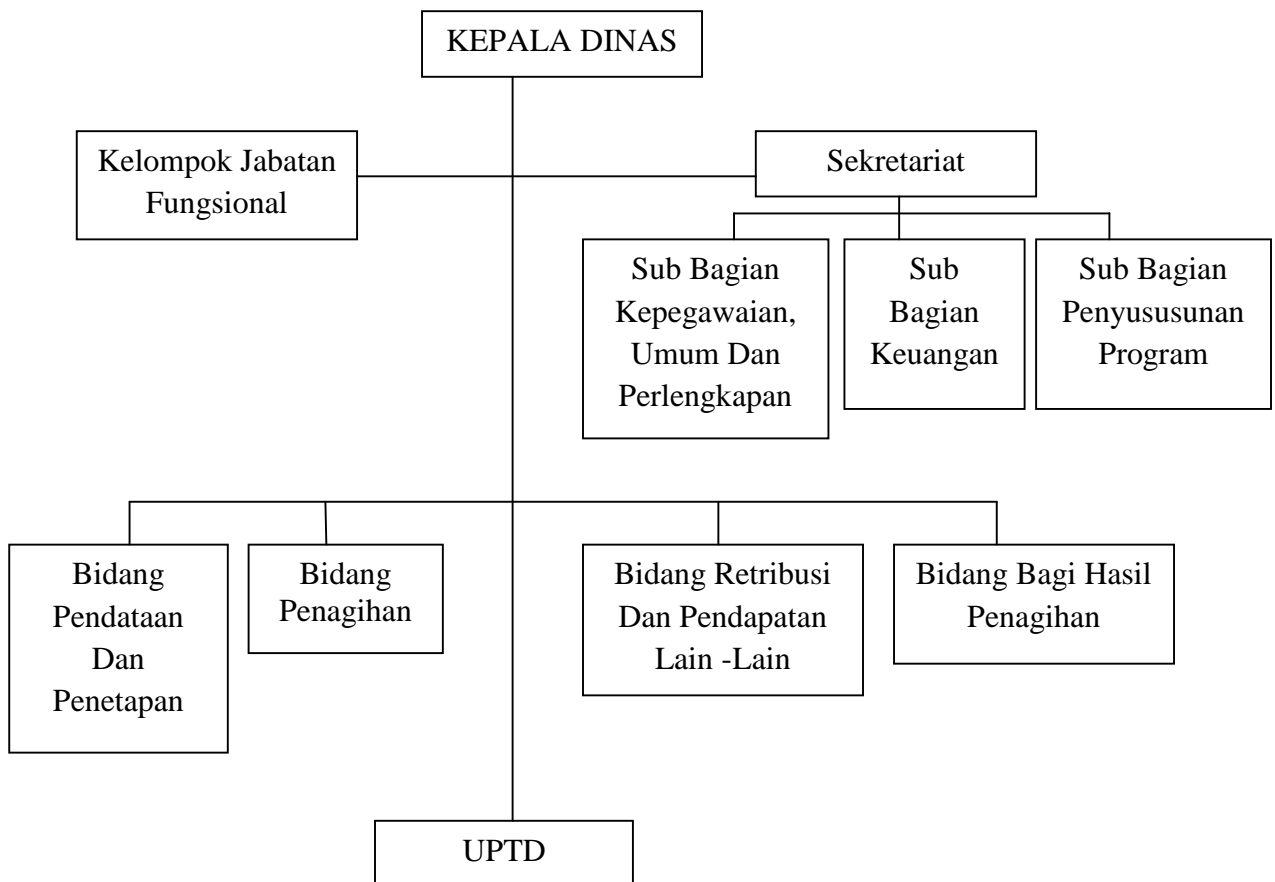 KEPALA DINAS
Kelompok Jabatan
Fungsional
Sekretariat
Sub Bagian
Kepegawaian,
Umum Dan
Perlengkapan
Sub
Bagian
Keuangan
Sub Bagian
Penyususunan
Program
Bidang
Pendataan
Dan
Penetapan
Bidang
Penagihan
Bidang Retribusi
Dan Pendapatan
Lain -Lain
Bidang Bagi Hasil
Penagihan
UPTD